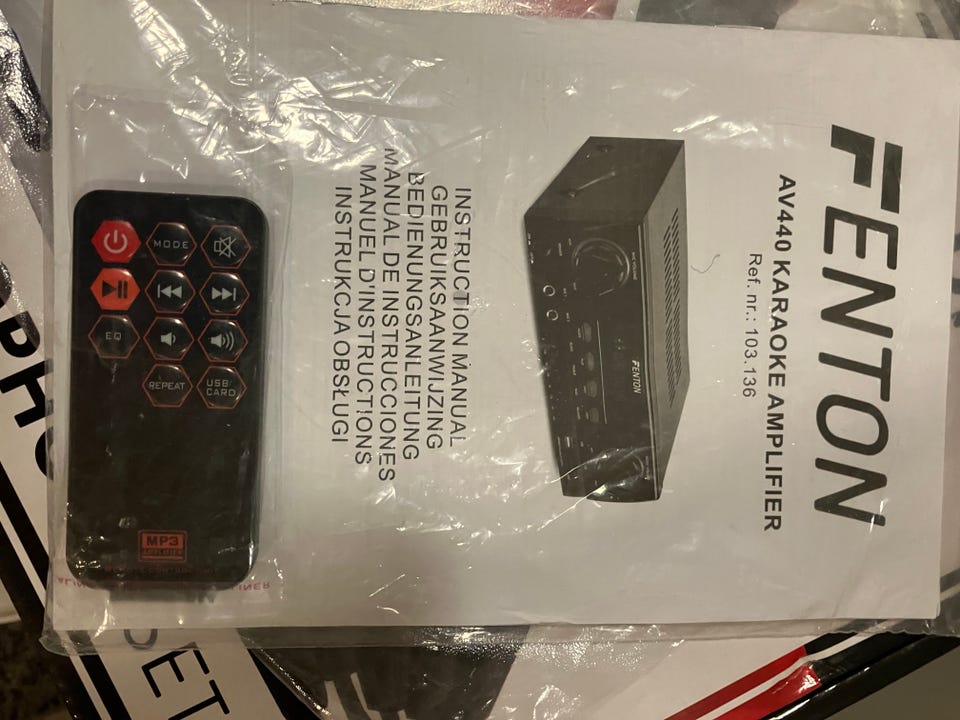 FENTON
AV440 KARAOKE AMPLIFIER
Ref. nr.: 103.136
FENTON
INSTRUCTION MANUAL
GEBRUIKSAANWIJZING
BEDIENUNGSANLEITUNG
MANUAL DE INSTRUCCIONES
MANUEL D'INSTRUCTIONS
INSTRUKCJA OBSŁUGI
MODE
EQ
REPEAT
USB/
CARD
MP3
AMPLIFIER